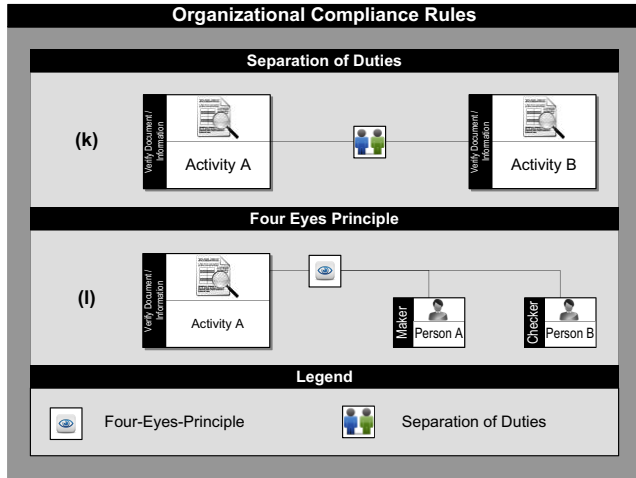 Organizational Compliance Rules
Separation of Duties
(k)
Verify Document /
Information
Activity A
Verify Document /
Information
Activity B
Four Eyes Principle
(l)
Verify Document /
Information
Activity A
Maker
Person A
Checker
Person B
Legend
Four-Eyes-Principle
Separation of Duties